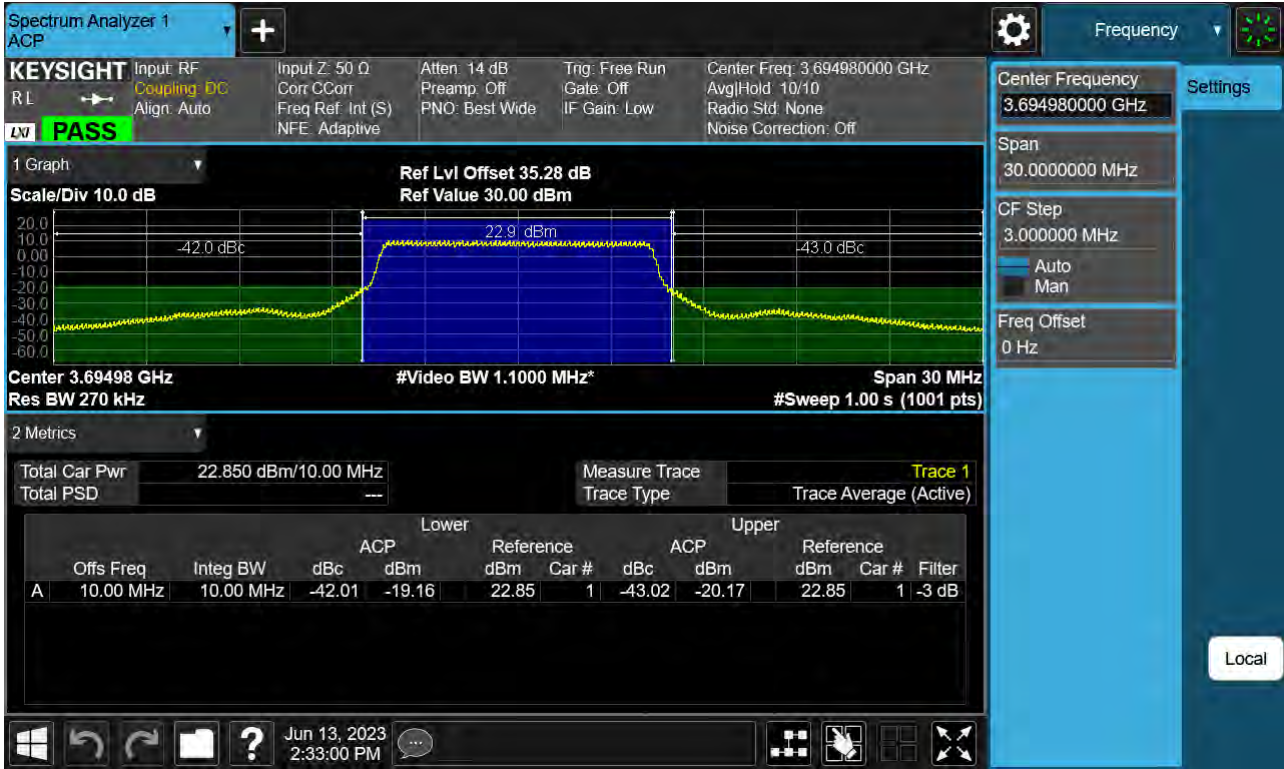 Spectrum Analyzer 1
ACP
+
Frequency
KEYSIGHT
R L
LXI
PASS
Input: RF
Coupling: DC
Align: Auto
Input Z: 50 Ω
Corr CCorr
Freq Ref: Int (S)
NFE: Adaptive
Atten: 14 dB
Preamp: Off
PNO: Best Wide
Trig: Free Run
Gate: Off
IF Gain: Low
Center Freq: 3.694980000 GHz
Avg|Hold: 10/10
Radio Std: None
Noise Correction: Off
Center Frequency
3.694980000 GHz
Settings
Span
30.0000000 MHz
CF Step
3.000000 MHz
Auto
Man
Freq Offset
0 Hz
1 Graph
Scale/Div 10.0 dB
Ref Lvl Offset 35.28 dB
Ref Value 30.00 dBm
20.0
10.0
0.00
-10.0
-20.0
-30.0
-40.0
-50.0
-60.0
-42.0 dBc
22.9 dBm
-43.0 dBc
Center 3.69498 GHz
#Video BW 1.1000 MHz*
Span 30 MHz
Res BW 270 kHz
#Sweep 1.00 s (1001 pts)
2 Metrics
Total Car Pwr 22.850 dBm/10.00 MHz
Total PSD ---
Measure Trace Trace 1
Trace Type Trace Average (Active)
Lower Upper
ACP Reference ACP Reference
Offs Freq Integ BW dBc dBm dBm Car # dBc dBm dBm Car # Filter
A 10.00 MHz 10.00 MHz -42.01 -19.16 22.85 1 -43.02 -20.17 22.85 1 -3 dB
Local
?
Jun 13, 2023
2:33:00 PM